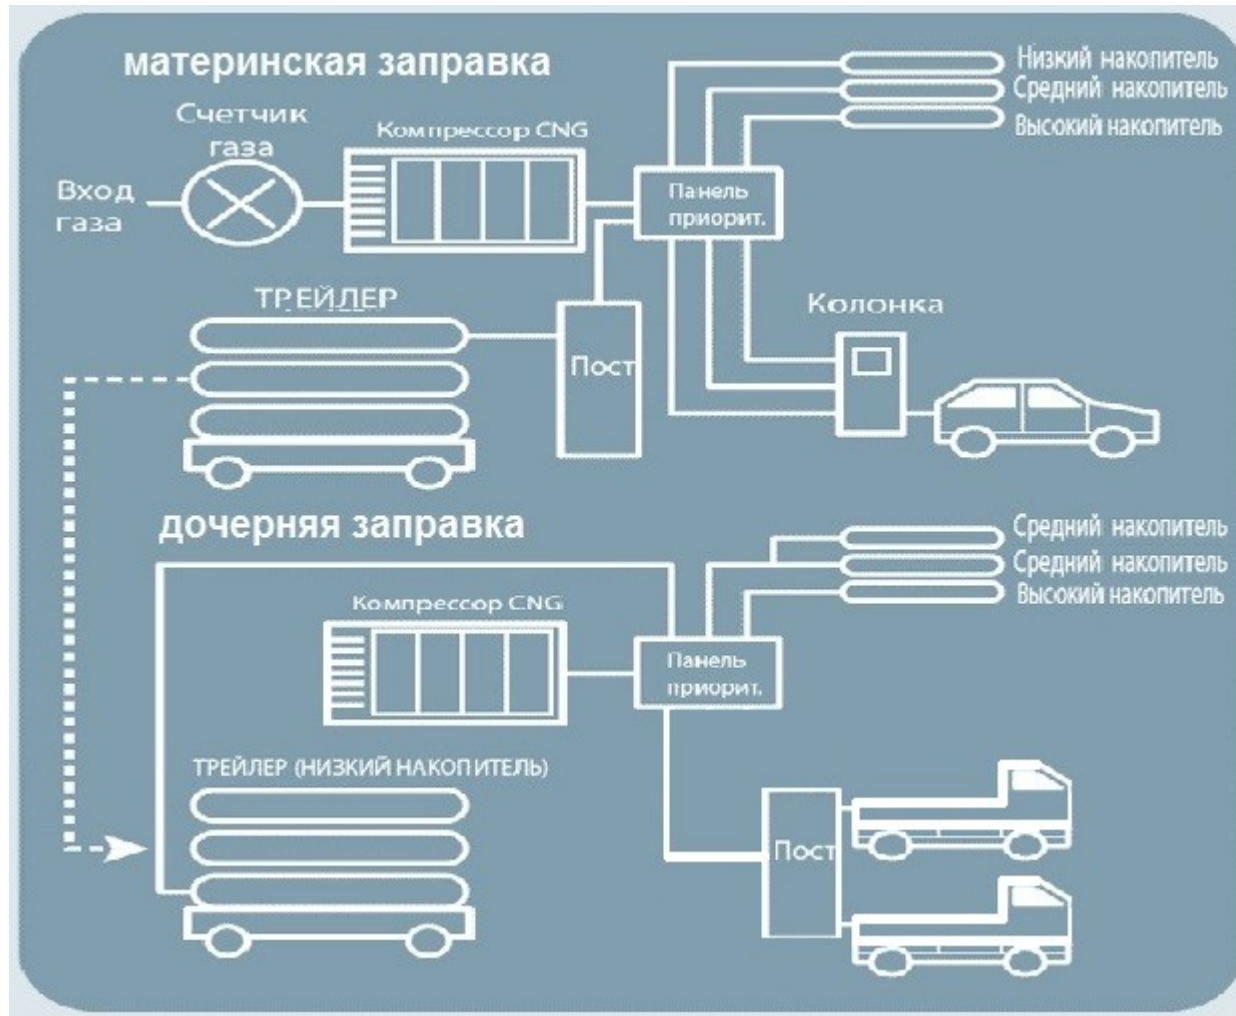 материнская заправка
Счетчик
газа
Компрессор CNG
Вход
газа
Низкий накопитель
Средний накопитель
Высокий накопитель
Панель
приорит.
ТРЕЙЛЕР
Пост
Колонка
дочерняя заправка
Компрессор CNG
Средний накопитель
Средний накопитель
Высокий накопитель
Панель
приорит.
ТРЕЙЛЕР (НИЗКИЙ НАКОПИТЕЛЬ)
Пост